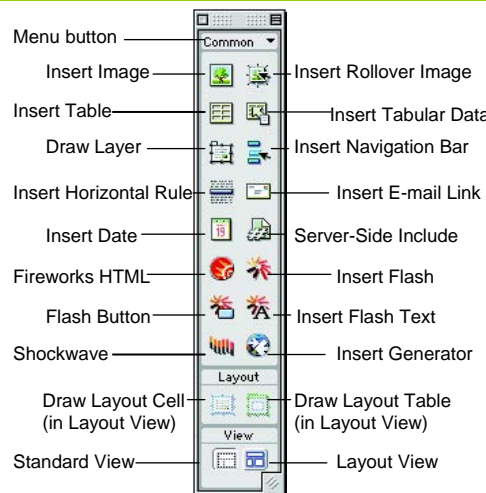 Menu button
Common
Insert Image
Insert Rollover Image
Insert Table
Insert Tabular Data
Draw Layer
Insert Navigation Bar
Insert Horizontal Rule
Insert E-mail Link
Insert Date
19
Server-Side Include
Fireworks HTML
Insert Flash
Flash Button
A
Insert Flash Text
Shockwave
Insert Generator
Layout
Draw Layout Cell
(in Layout View)
Draw Layout Table
(in Layout View)
View
Standard View
Layout View